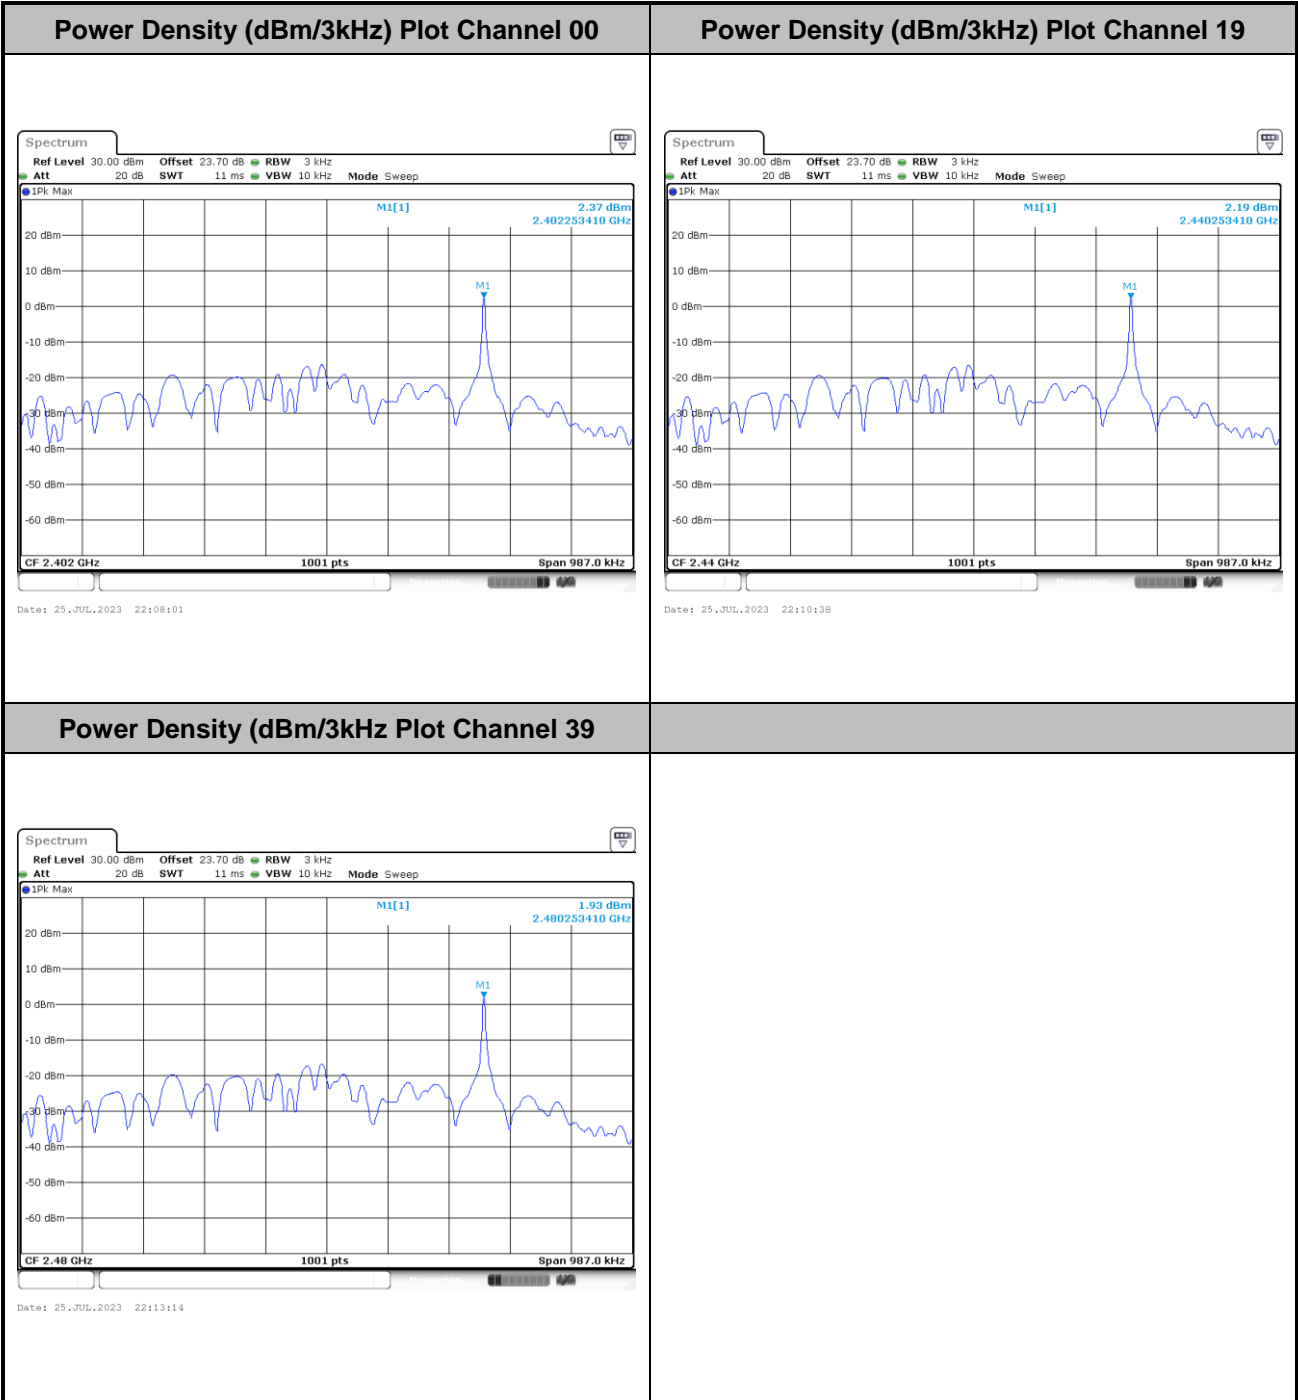 Power Density (dBm/3kHz) Plot Channel 00
Power Density (dBm/3kHz) Plot Channel 19
Spectrum
Ref Level 30.00 dBm Offset 23.70 dB RBW 3 kHz
Att 20 dB SWT 11 ms VBW 10 kHz Mode Sweep
1Pk Max
M1[1] 2.37 dBm
2.402253410 GHz
20 dBm
10 dBm
M1
0 dBm
-10 dBm
-20 dBm
-30 dBm
-40 dBm
-50 dBm
-60 dBm
CF 2.402 GHz 1001 pts Span 987.0 kHz
Date: 25.JUL.2023 22:08:01
Spectrum
Ref Level 30.00 dBm Offset 23.70 dB RBW 3 kHz
Att 20 dB SWT 11 ms VBW 10 kHz Mode Sweep
1Pk Max
M1[1] 2.19 dBm
2.440253410 GHz
20 dBm
10 dBm
M1
0 dBm
-10 dBm
-20 dBm
-30 dBm
-40 dBm
-50 dBm
-60 dBm
CF 2.44 GHz 1001 pts Span 987.0 kHz
Date: 25.JUL.2023 22:10:38
Power Density (dBm/3kHz Plot Channel 39
Spectrum
Ref Level 30.00 dBm Offset 23.70 dB RBW 3 kHz
Att 20 dB SWT 11 ms VBW 10 kHz Mode Sweep
1Pk Max
M1[1] 1.93 dBm
2.480253410 GHz
20 dBm
10 dBm
M1
0 dBm
-10 dBm
-20 dBm
-30 dBm
-40 dBm
-50 dBm
-60 dBm
CF 2.48 GHz 1001 pts Span 987.0 kHz
Date: 25.JUL.2023 22:13:14